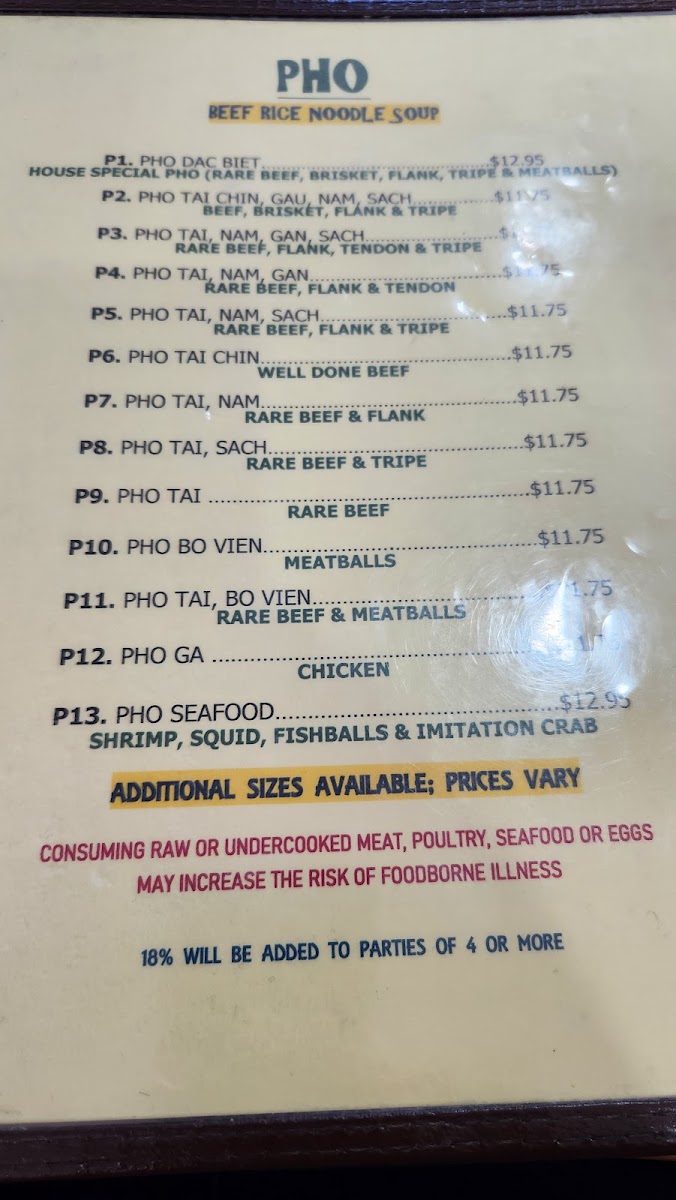 PHO
BEEF RICE NOODLE SOUP
P1. PHO DAC BIET..............................$12.95
HOUSE SPECIAL PHO (RARE BEEF, BRISKET, FLANK, TRIPE & MEATBALLS)
P2. PHO TAI CHIN, GAU, NAM, SACH..............$11.75
BEEF, BRISKET, FLANK & TRIPE
P3. PHO TAI, NAM, GAN, SACH......................
RARE BEEF, FLANK, TENDON & TRIPE
P4. PHO TAI, NAM, GAN..............................$11.75
RARE BEEF, FLANK & TENDON
P5. PHO TAI, NAM, SACH..............................$11.75
RARE BEEF, FLANK & TRIPE
P6. PHO TAI CHIN........................................$11.75
WELL DONE BEEF
P7. PHO TAI, NAM........................................$11.75
RARE BEEF & FLANK
P8. PHO TAI, SACH........................................$11.75
RARE BEEF & TRIPE
P9. PHO TAI ..................................................$11.75
RARE BEEF
P10. PHO BO VIEN........................................$11.75
MEATBALLS
P11. PHO TAI, BO VIEN..............................
RARE BEEF & MEATBALLS
P12. PHO GA ..............................................
CHICKEN
P13. PHO SEAFOOD........................................$12.95
SHRIMP, SQUID, FISHBALLS & IMITATION CRAB
ADDITIONAL SIZES AVAILABLE; PRICES VARY
CONSUMING RAW OR UNDERCOOKED MEAT, POULTRY, SEAFOOD OR EGGS
MAY INCREASE THE RISK OF FOODBORNE ILLNESS
18% WILL BE ADDED TO PARTIES OF 4 OR MORE